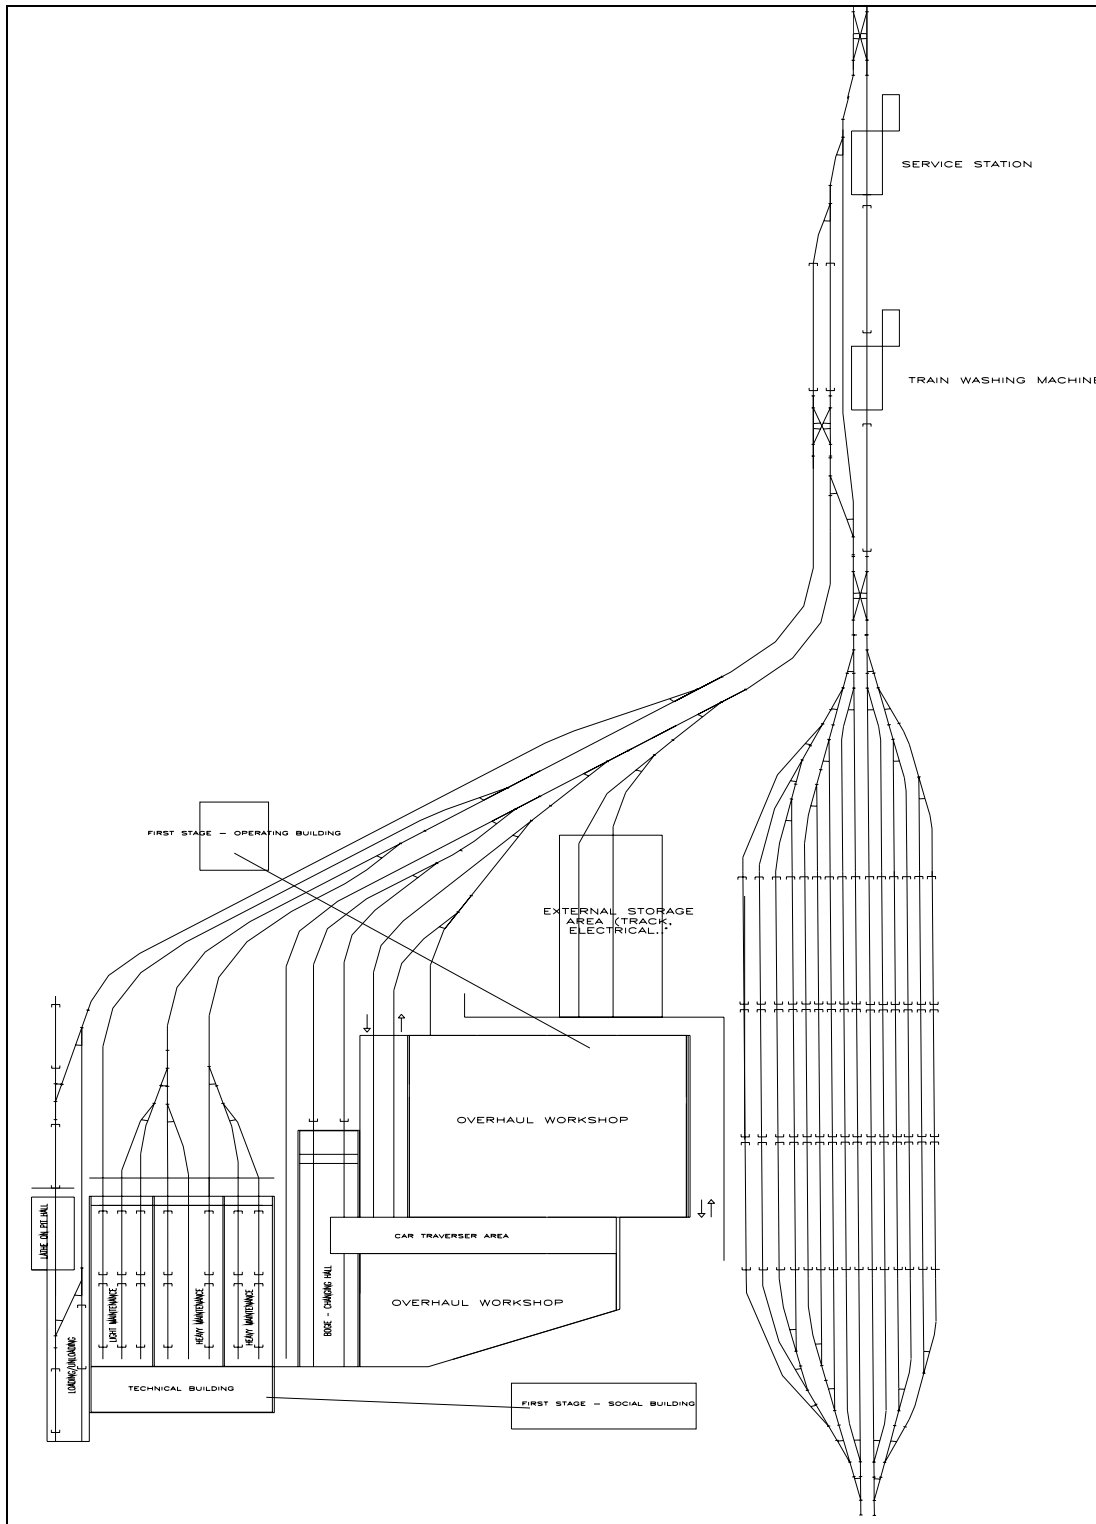 SERVICE STATION
TRAIN WASHING MACHINE
FIRST STAGE – OPERATING BUILDING
EXTERNAL STORAGE
AREA (TRACK,
ELECTRICAL..”
OVERHAUL WORKSHOP
LATHE ON PIT HALL
CAR TRAVERSER AREA
LIGHT MAINTENANCE
HEAVY MAINTENANCE
HEAVY MAINTENANCE
BOGIE – CHANGING HALL
OVERHAUL WORKSHOP
LOADING/UNLOADING
TECHNICAL BUILDING
FIRST STAGE – SOCIAL BUILDING